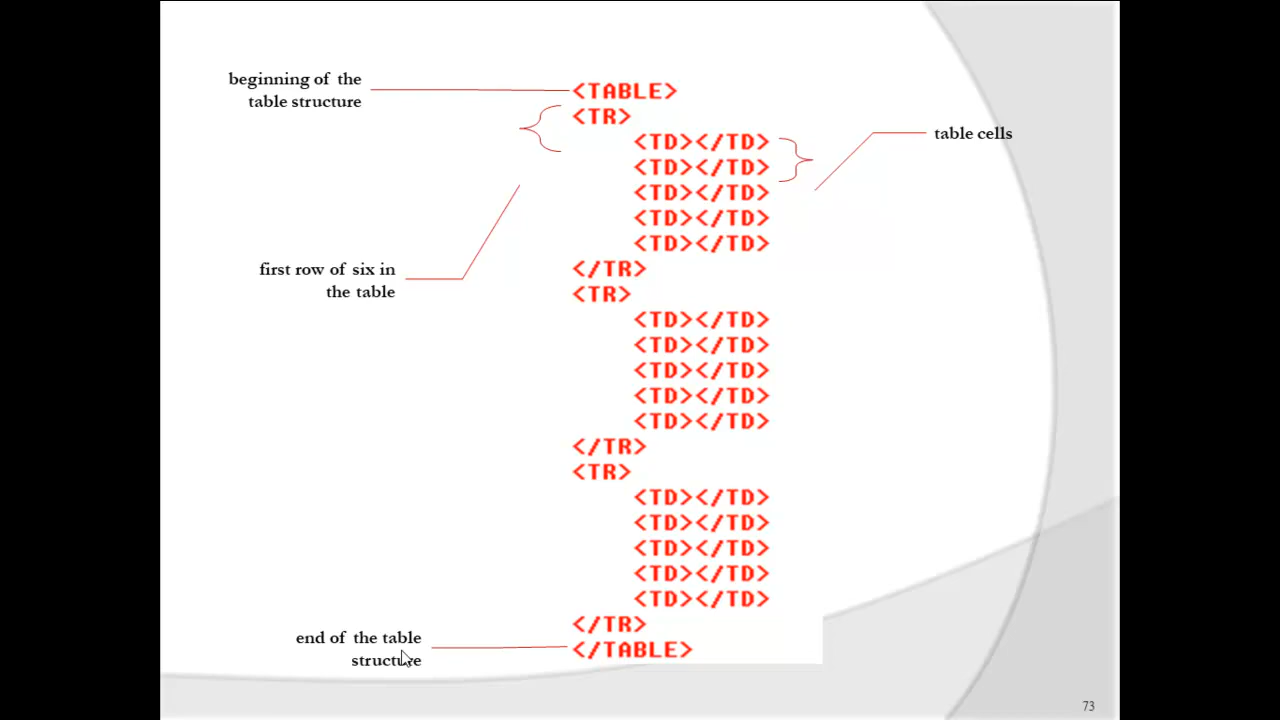 beginning of the
table structure
<TABLE>
<TR>
<TD></TD>
table cells
<TD></TD>
<TD></TD>
<TD></TD>
<TD></TD>
first row of six in
the table
</TR>
<TR>
<TD></TD>
<TD></TD>
<TD></TD>
<TD></TD>
<TD></TD>
</TR>
<TR>
<TD></TD>
<TD></TD>
<TD></TD>
<TD></TD>
<TD></TD>
</TR>
end of the table
structure
</TABLE>
73